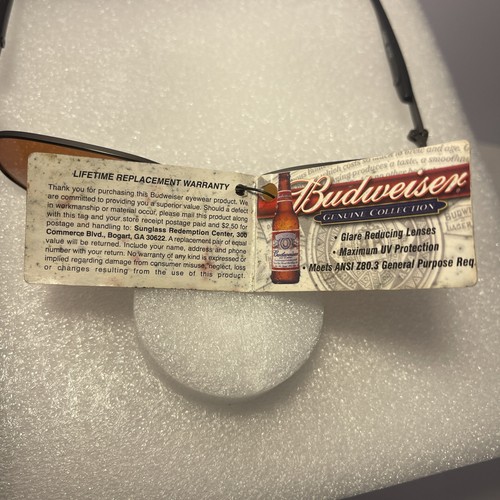 LIFETIME REPLACEMENT WARRANTY
Thank you for purchasing this Budweiser eyewear product. We
are committed to providing you a superior value. Should a defect
in workmanship or material occur, please mail this product along
with this tag and your store receipt postage paid and $2.50 for
postage and handling to: Sunglass Redemption Center, 300
Commerce Blvd., Bogart, GA 30622. A replacement pair of equal
value will be returned. Include your name, address and phone
number with your return. No warranty of any kind is expressed or
implied regarding damage from consumer misuse, neglect, loss
or charges resulting from the use of this product.
produces a taste, a smoothn
Budweiser
GENUINE COLLECTION
• Glare Reducing Lenses
• Maximum UV Protection
• Meets ANSI Z80.3 General Purpose Req.
Budweiser